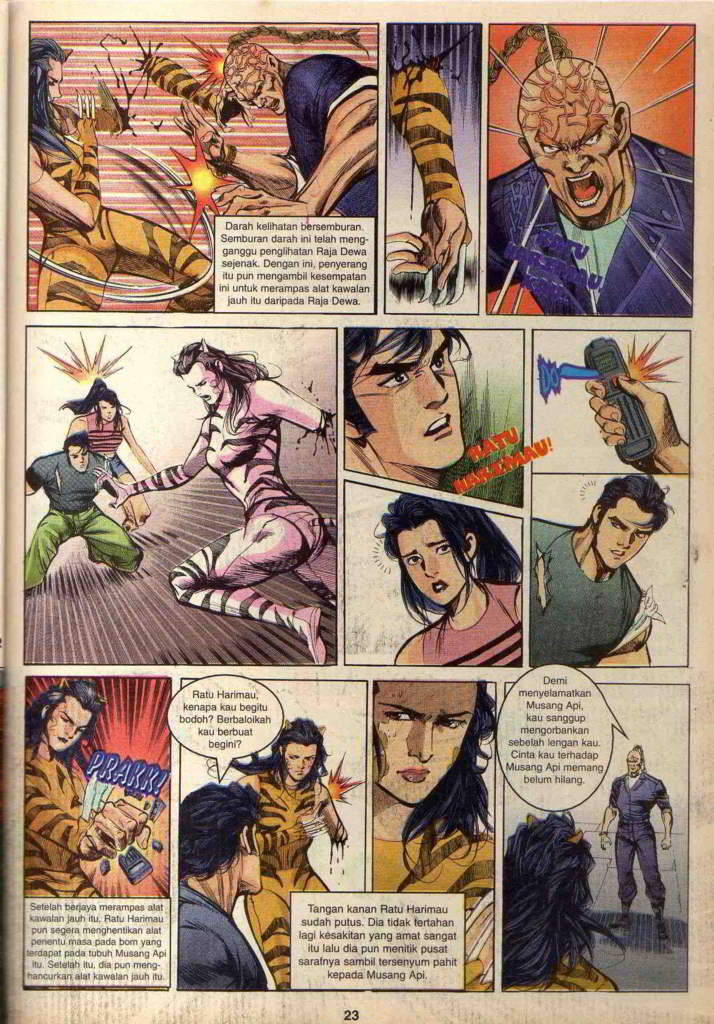 Darah kelihatan bersemburan.
Semburan darah ini telah meng-
ganggu penglihatan Raja Dewa
sejenak. Dengan ini, penyerang
itu pun mengambil kesempatan
ini untuk merampas alat kawalan
jauh itu daripada Raja Dewa.
RATU
HARIMAU,
KAU!
RATU
HARIMAU!
DO
PRAKK!
Ratu Harimau,
kenapa kau begitu
bodoh? Berbaloikah
kau berbuat
begini?
Demi
menyelamatkan
Musang Api,
kau sanggup
mengorbankan
sebelah lengan kau.
Cinta kau terhadap
Musang Api memang
belum hilang.
Setelah berjaya merampas alat
kawalan jauh itu, Ratu Harimau
pun segera menghentikan alat
penentu masa pada bom yang
terdapat pada tubuh Musang Api
itu. Setelah itu, dia pun meng-
hancurkan alat kawalan jauh itu.
Tangan kanan Ratu Harimau
sudah putus. Dia tidak tertahan
lagi kesakitan yang amat sangat
itu lalu dia pun menitik pusat
sarafnya sambil tersenyum pahit
kepada Musang Api.
23